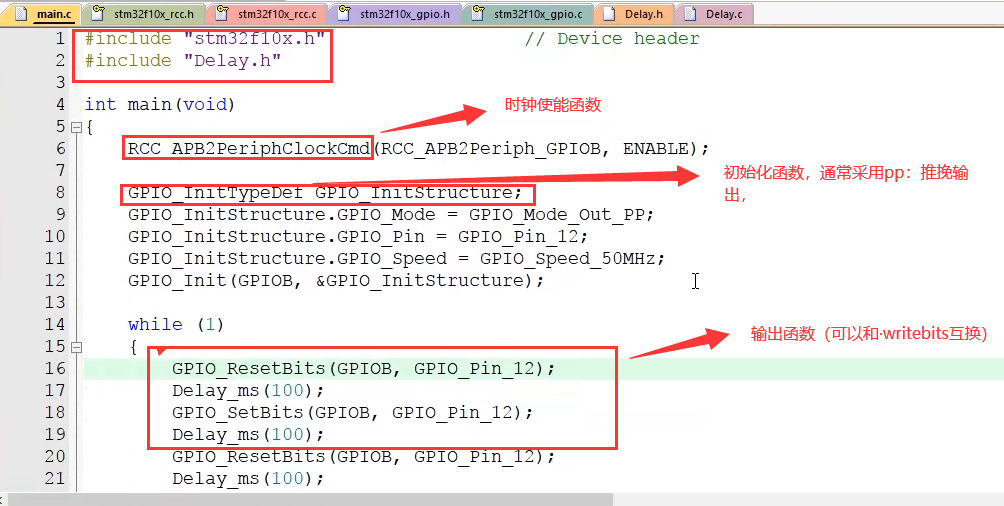 main.c stm32f10x_rcc.h stm32f10x_rcc.c stm32f10x_gpio.h stm32f10x_gpio.c Delay.h Delay.c
1 #include "stm32f10x.h" // Device header
2 #include "Delay.h"
3
4 int main(void)
时钟使能函数
5 {
6 RCC_APB2PeriphClockCmd(RCC_APB2Periph_GPIOB, ENABLE);
7
初始化函数，通常采用pp：推挽输
出，
8 GPIO_InitTypeDef GPIO_InitStructure;
9 GPIO_InitStructure.GPIO_Mode = GPIO_Mode_Out_PP;
10 GPIO_InitStructure.GPIO_Pin = GPIO_Pin_12;
11 GPIO_InitStructure.GPIO_Speed = GPIO_Speed_50MHz;
12 GPIO_Init(GPIOB, &GPIO_InitStructure);
13
14 while (1)
输出函数（可以和·writebits互换）
15 {
16 GPIO_ResetBits(GPIOB, GPIO_Pin_12);
17 Delay_ms(100);
18 GPIO_SetBits(GPIOB, GPIO_Pin_12);
19 Delay_ms(100);
20 GPIO_ResetBits(GPIOB, GPIO_Pin_12);
21 Delay_ms(100);